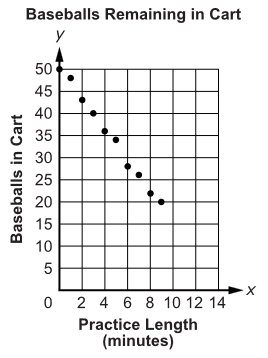 Baseballs Remaining in Cart
y
50
45
40
35
30
25
20
15
10
5
Baseballs in Cart
0 2 4 6 8 10 12 14 x
Practice Length
(minutes)